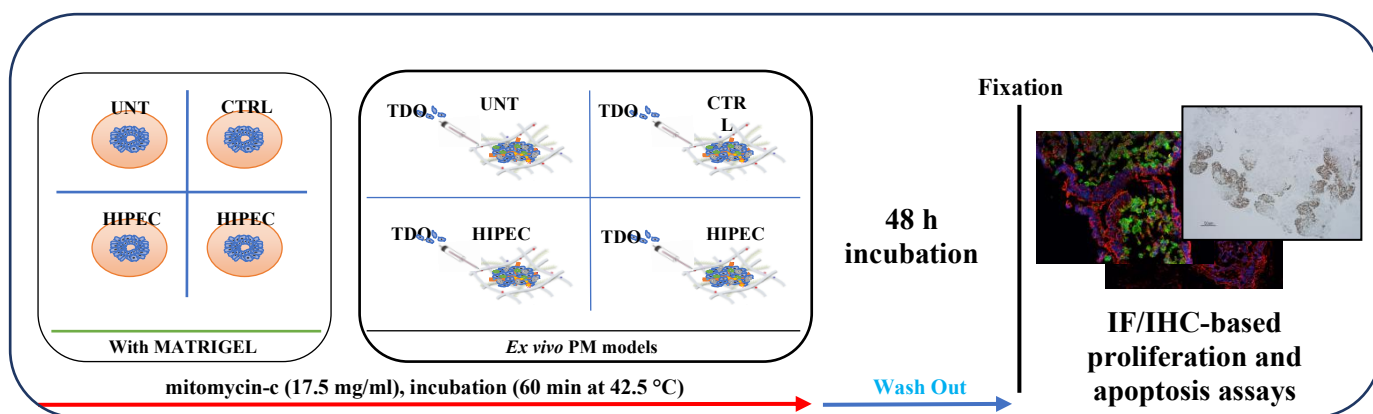 UNT
CTRL
HIPEC
HIPEC
With MATRIGEL
TDO
UNT
TDO
CTR
L
TDO
HIPEC
TDO
HIPEC
Ex vivo PM models
mitomycin-c (17.5 mg/ml), incubation (60 min at 42.5 °C)
48 h
incubation
Wash Out
Fixation
IF/IHC-based
proliferation and
apoptosis assays